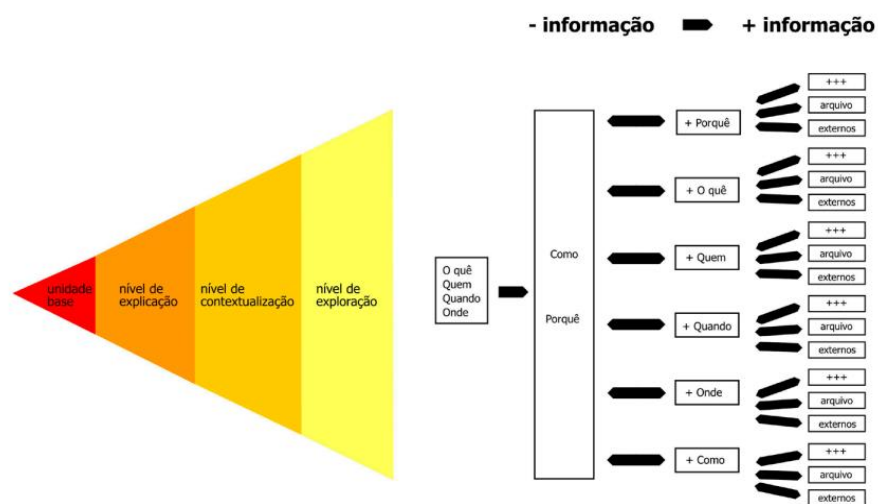 - informação + informação
unidade
base
nível de
explicação
nível de
contextualização
nível de
exploração
O quê
Quem
Quando
Onde
Como
Porquê
+ Porquê
+++
arquivo
externos
+ O quê
+++
arquivo
externos
+ Quem
+++
arquivo
externos
+ Quando
+++
arquivo
externos
+ Onde
+++
arquivo
externos
+ Como
+++
arquivo
externos